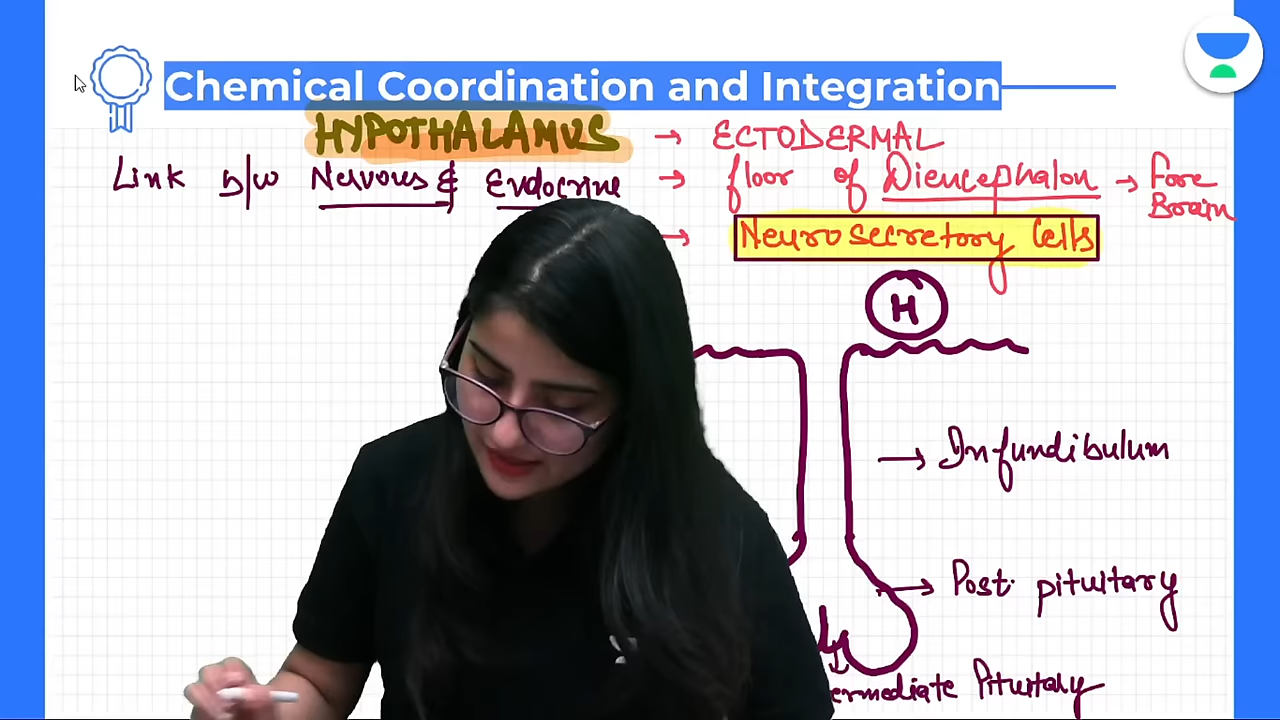 Chemical Coordination and Integration
HYPOTHALAMUS → ECTODERMAL
Link b/w Nervous & Endocrine → floor of Diencephalon → Fore Brain
→ Neurosecretory Cells
H
→ Infundibulum
→ Post. pituitary
ermediate Pituitary